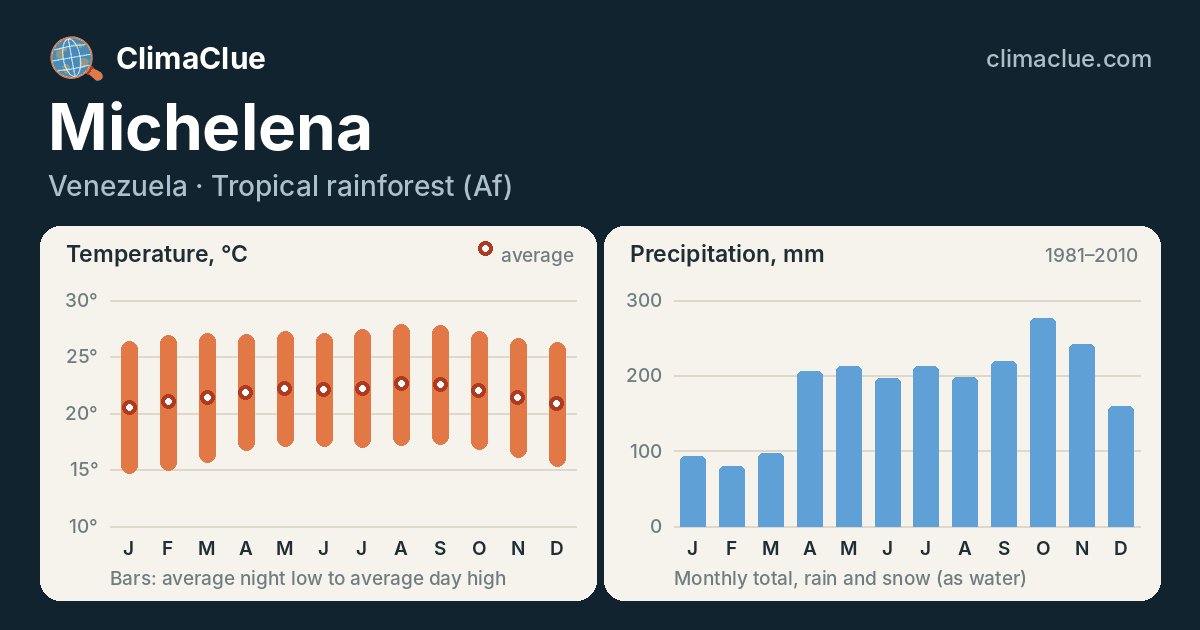 ClimaClue
climaclue.com
Michelena
Venezuela · Tropical rainforest (Af)
Temperature, °C
average
30°
25°
20°
15°
10°
J F M A M J J A S O N D
Bars: average night low to average day high
Precipitation, mm
1981–2010
300
200
100
0
J F M A M J J A S O N D
Monthly total, rain and snow (as water)